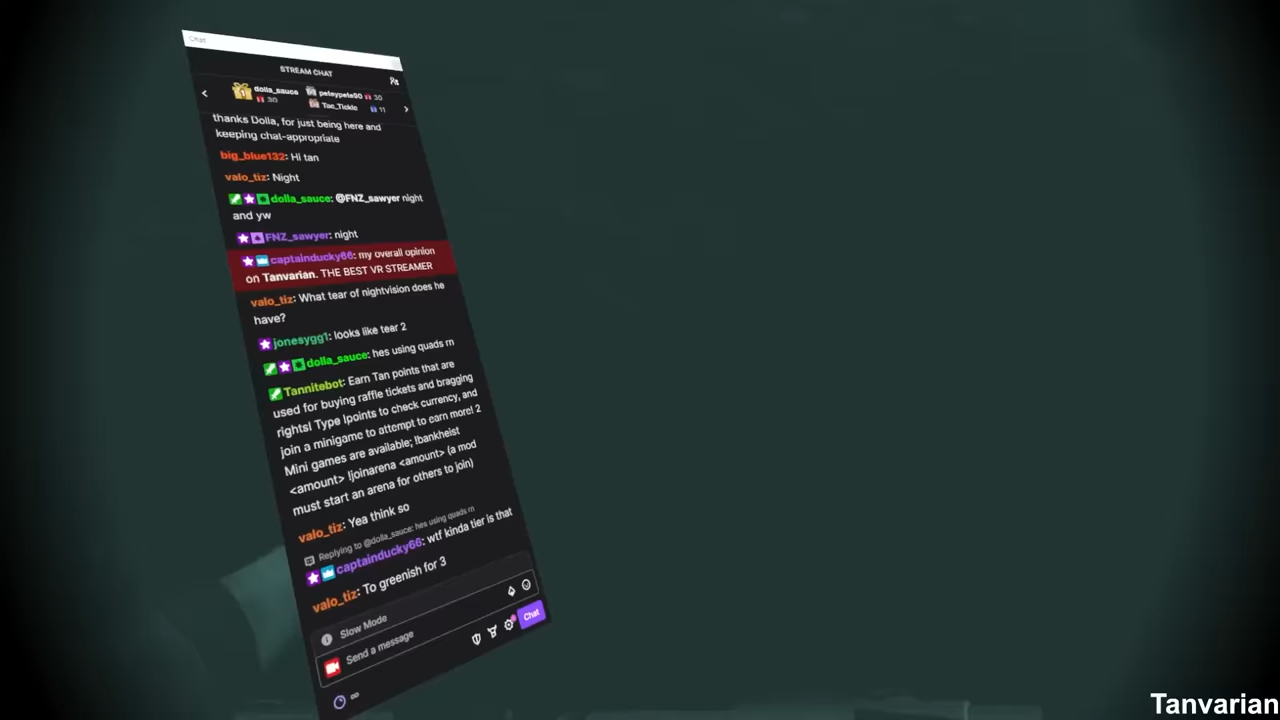 Chat
STREAM CHAT
dolla_sauce
30
peteypete90 30
Toc_Tickle 11
thanks Dolla, for just being here and
keeping chat-appropriate
big_blue132: Hi tan
valo_tiz: Night
dolla_sauce: @FNZ_sawyer night
and yw
FNZ_sawyer: night
captainducky66: my overall opinion
on Tanvarian. THE BEST VR STREAMER
valo_tiz: What tear of nightvision does he
have?
jonesygg1: looks like tear 2
dolla_sauce: hes using quads rn
Tannitebot: Earn Tan points that are
used for buying raffle tickets and bragging
rights! Type !points to check currency, and
join a minigame to attempt to earn more! 2
Mini games are available; !bankheist
<amount> !joinarena <amount> (a mod
must start an arena for others to join)
valo_tiz: Yea think so
Replying to @dolla_sauce: hes using quads rn
captainducky66: wtf kinda tier is that
valo_tiz: To greenish for 3
Slow Mode
Send a message
Chat
Tanvarian